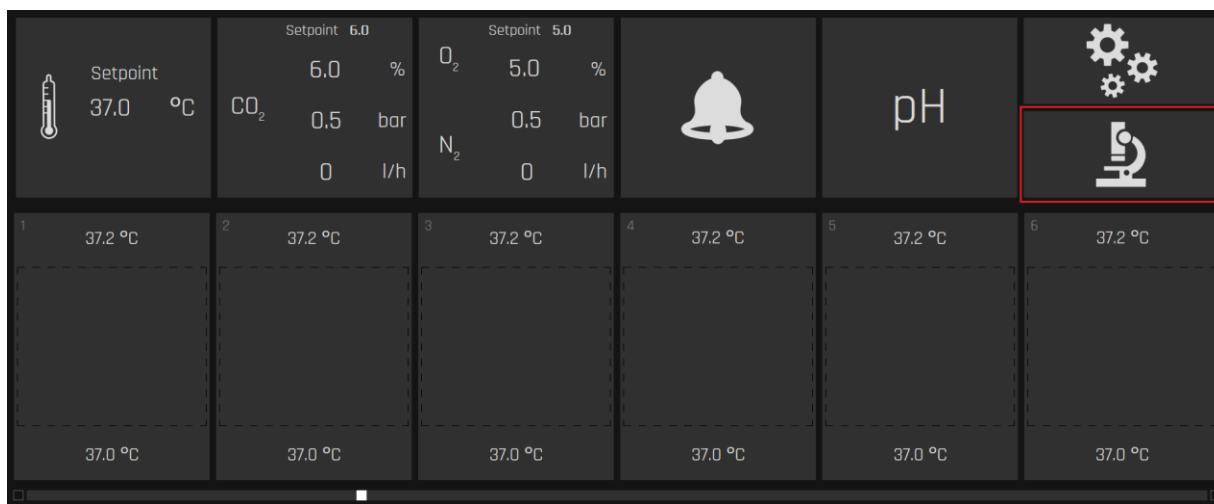 Setpoint
37.0 °C
Setpoint 6.0
CO2
6.0 %
0.5 bar
0 l/h
Setpoint 5.0
O2 5.0 %
0.5 bar
N2
0 l/h
pH
1 37.2 °C
2 37.2 °C
3 37.2 °C
4 37.2 °C
5 37.2 °C
6 37.2 °C
37.0 °C
37.0 °C
37.0 °C
37.0 °C
37.0 °C
37.0 °C